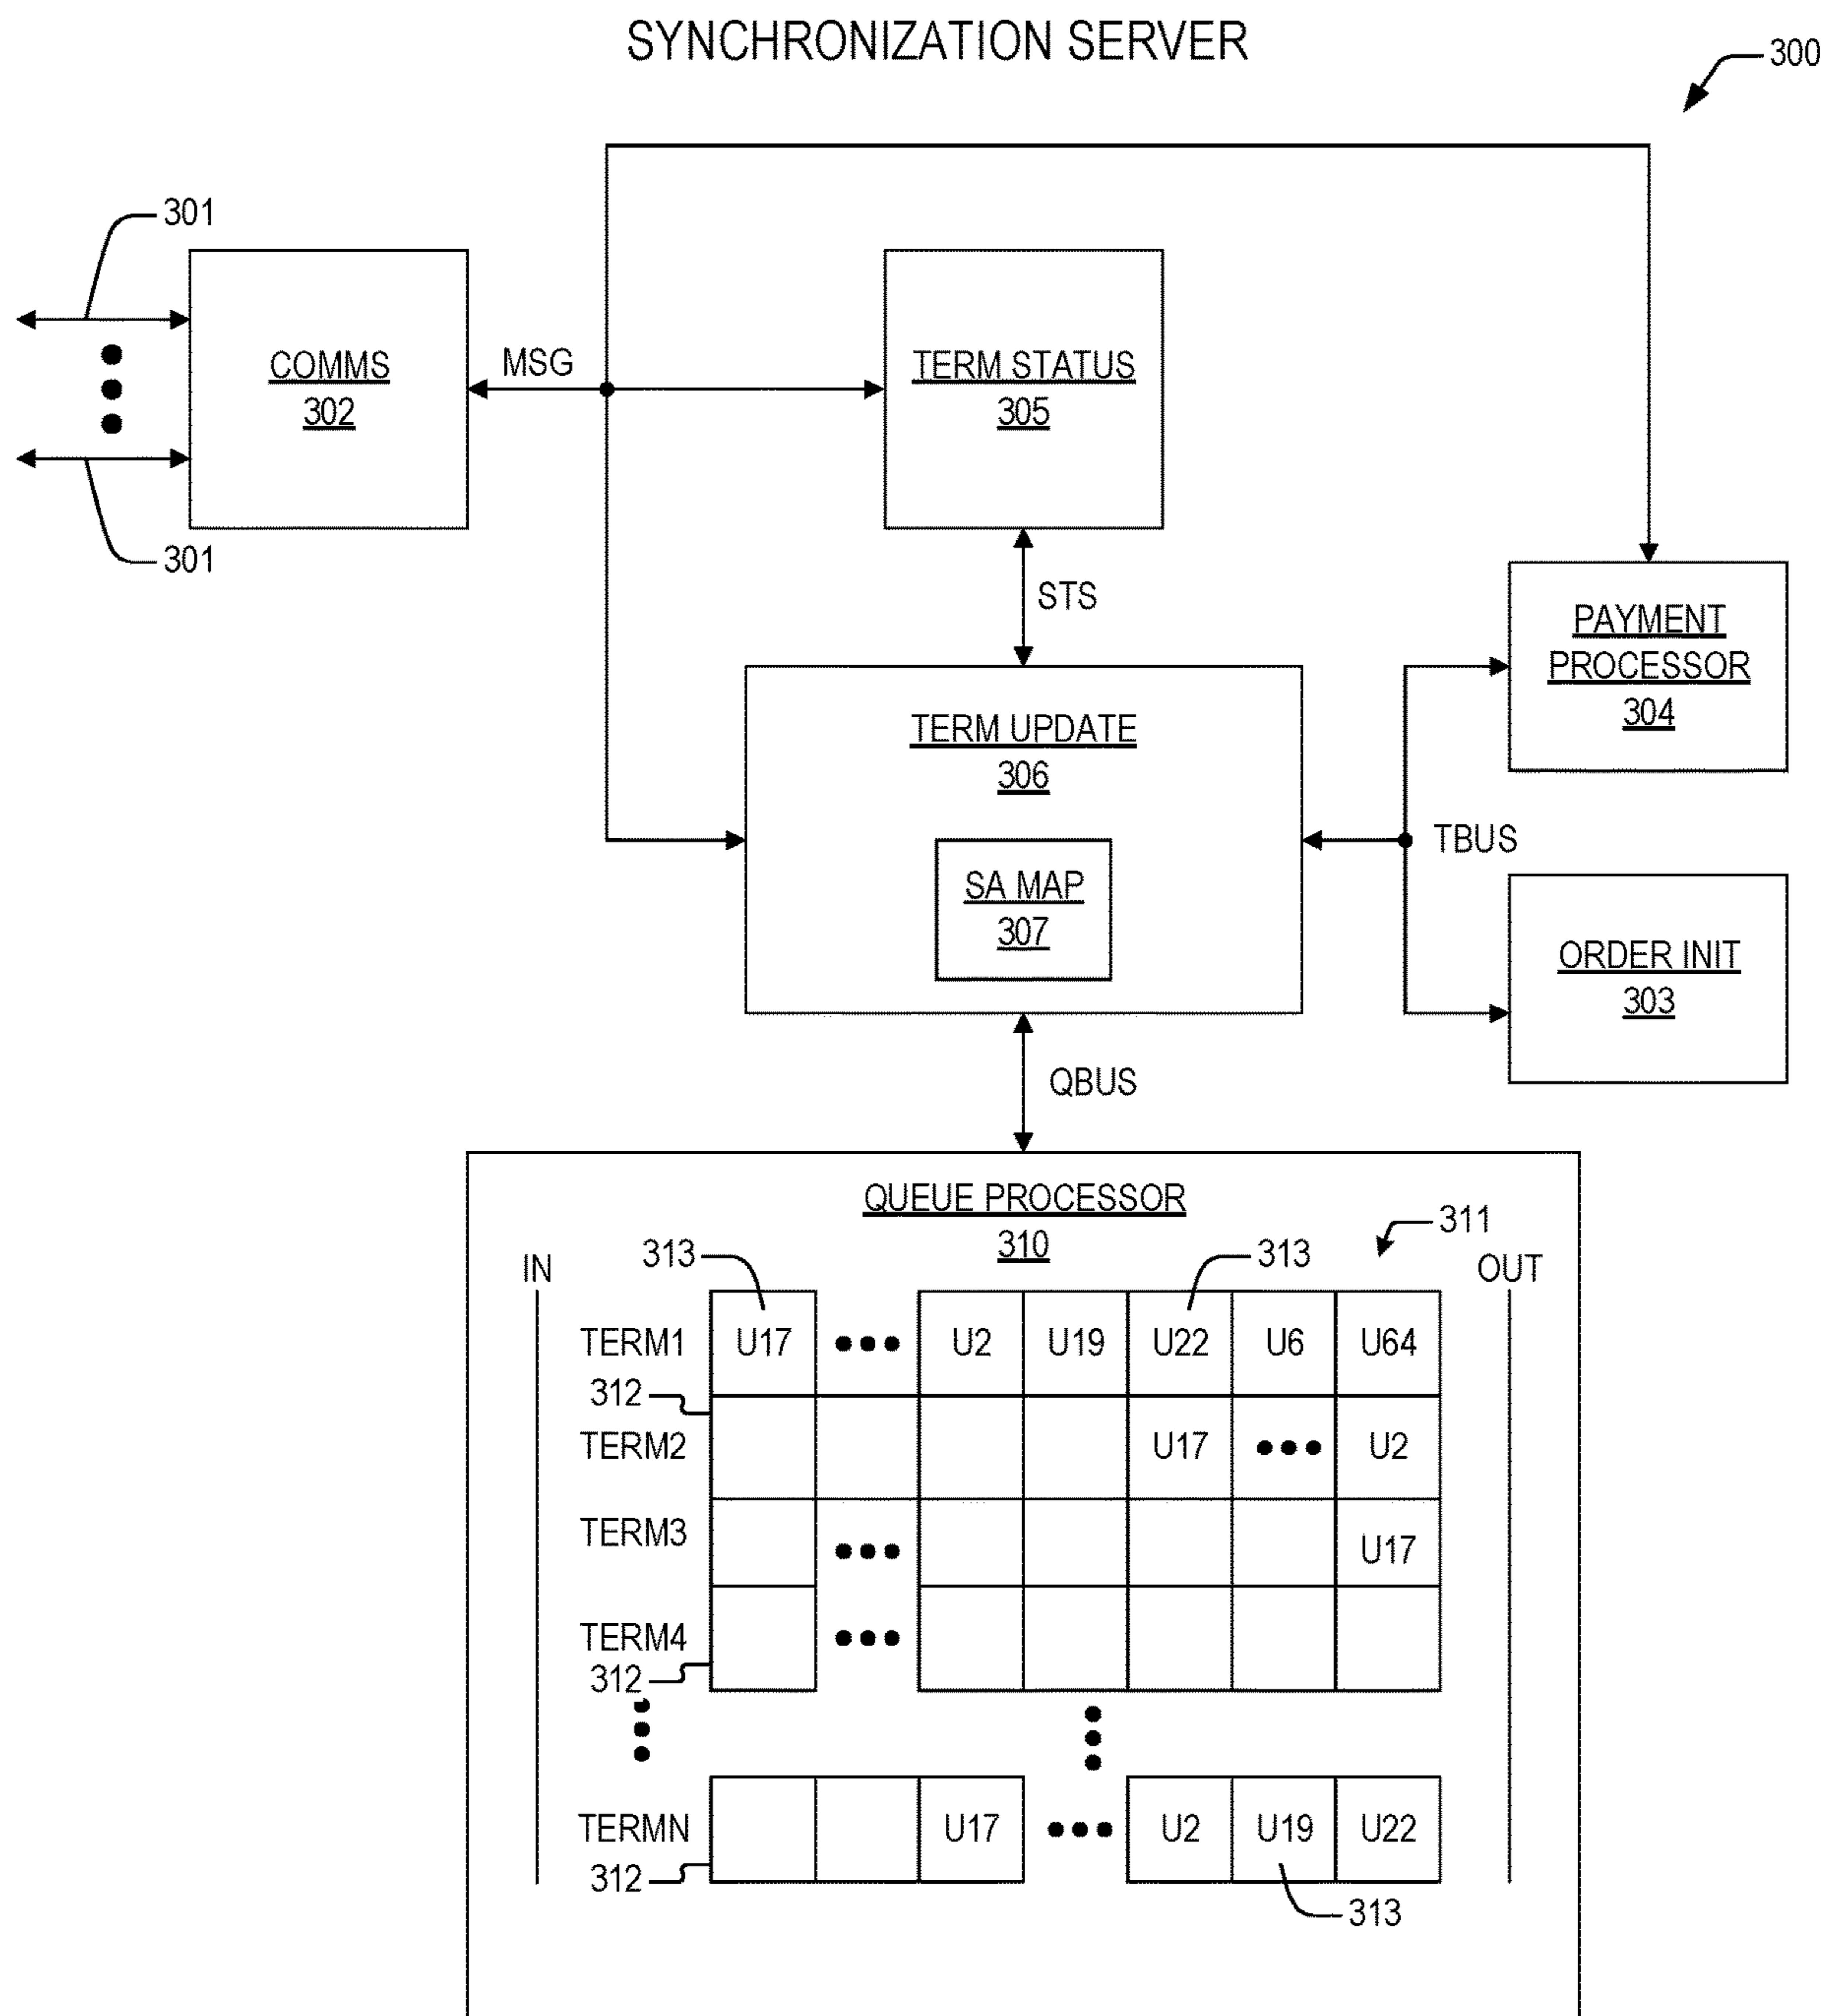 SYNCHRONIZATION SERVER
300
301
COMMS
302
MSG
TERM STATUS
305
301
STS
PAYMENT
PROCESSOR
304
TERM UPDATE
306
TBUS
SA MAP
307
ORDER INIT
303
QBUS
QUEUE PROCESSOR
310
311
313
313
IN
OUT
TERM1 U17 U2 U19 U22 U6 U64
312
TERM2 U17 U2
TERM3 U17
TERM4
312
TERMN U17 U2 U19 U22
312
313